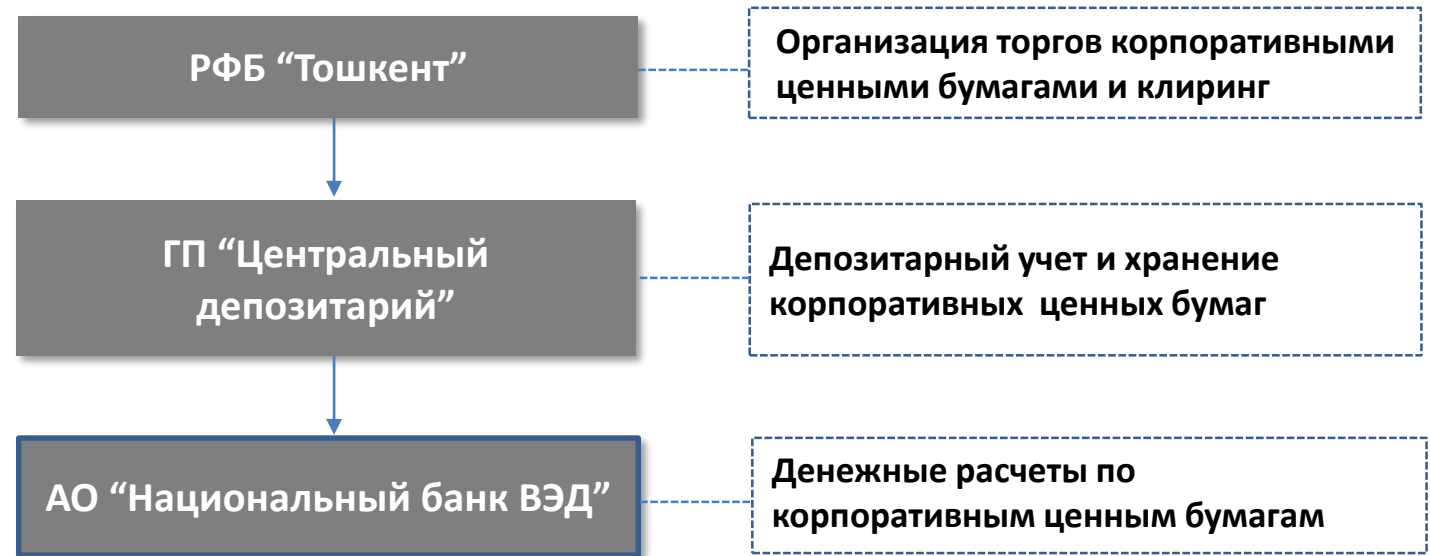 РФБ “Тошкент”
Организация торгов корпоративными
ценными бумагами и клиринг
ГП “Центральный
депозитарий”
Депозитарный учет и хранение
корпоративных ценных бумаг
АО “Национальный банк ВЭД”
Денежные расчеты по
корпоративным ценным бумагам